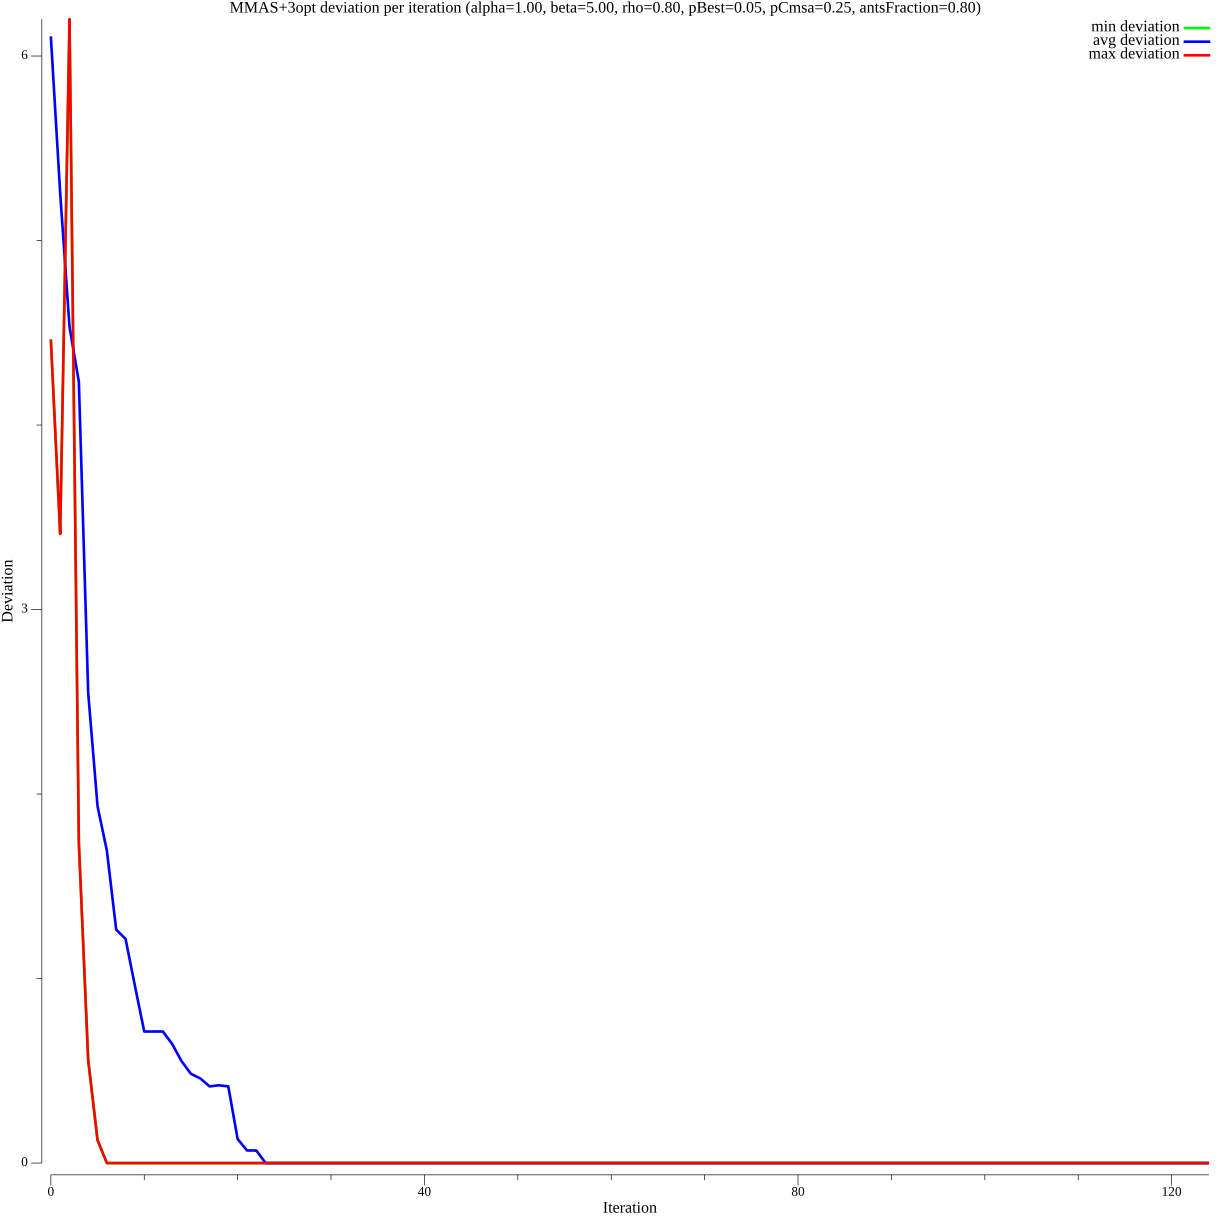 MMAS+3opt deviation per iteration (alpha=1.00, beta=5.00, rho=0.80, pBest=0.05, pCmsa=0.25, antsFraction=0.80)
min deviation
avg deviation
max deviation
6
3
0
Deviation
0 40 80 120
Iteration